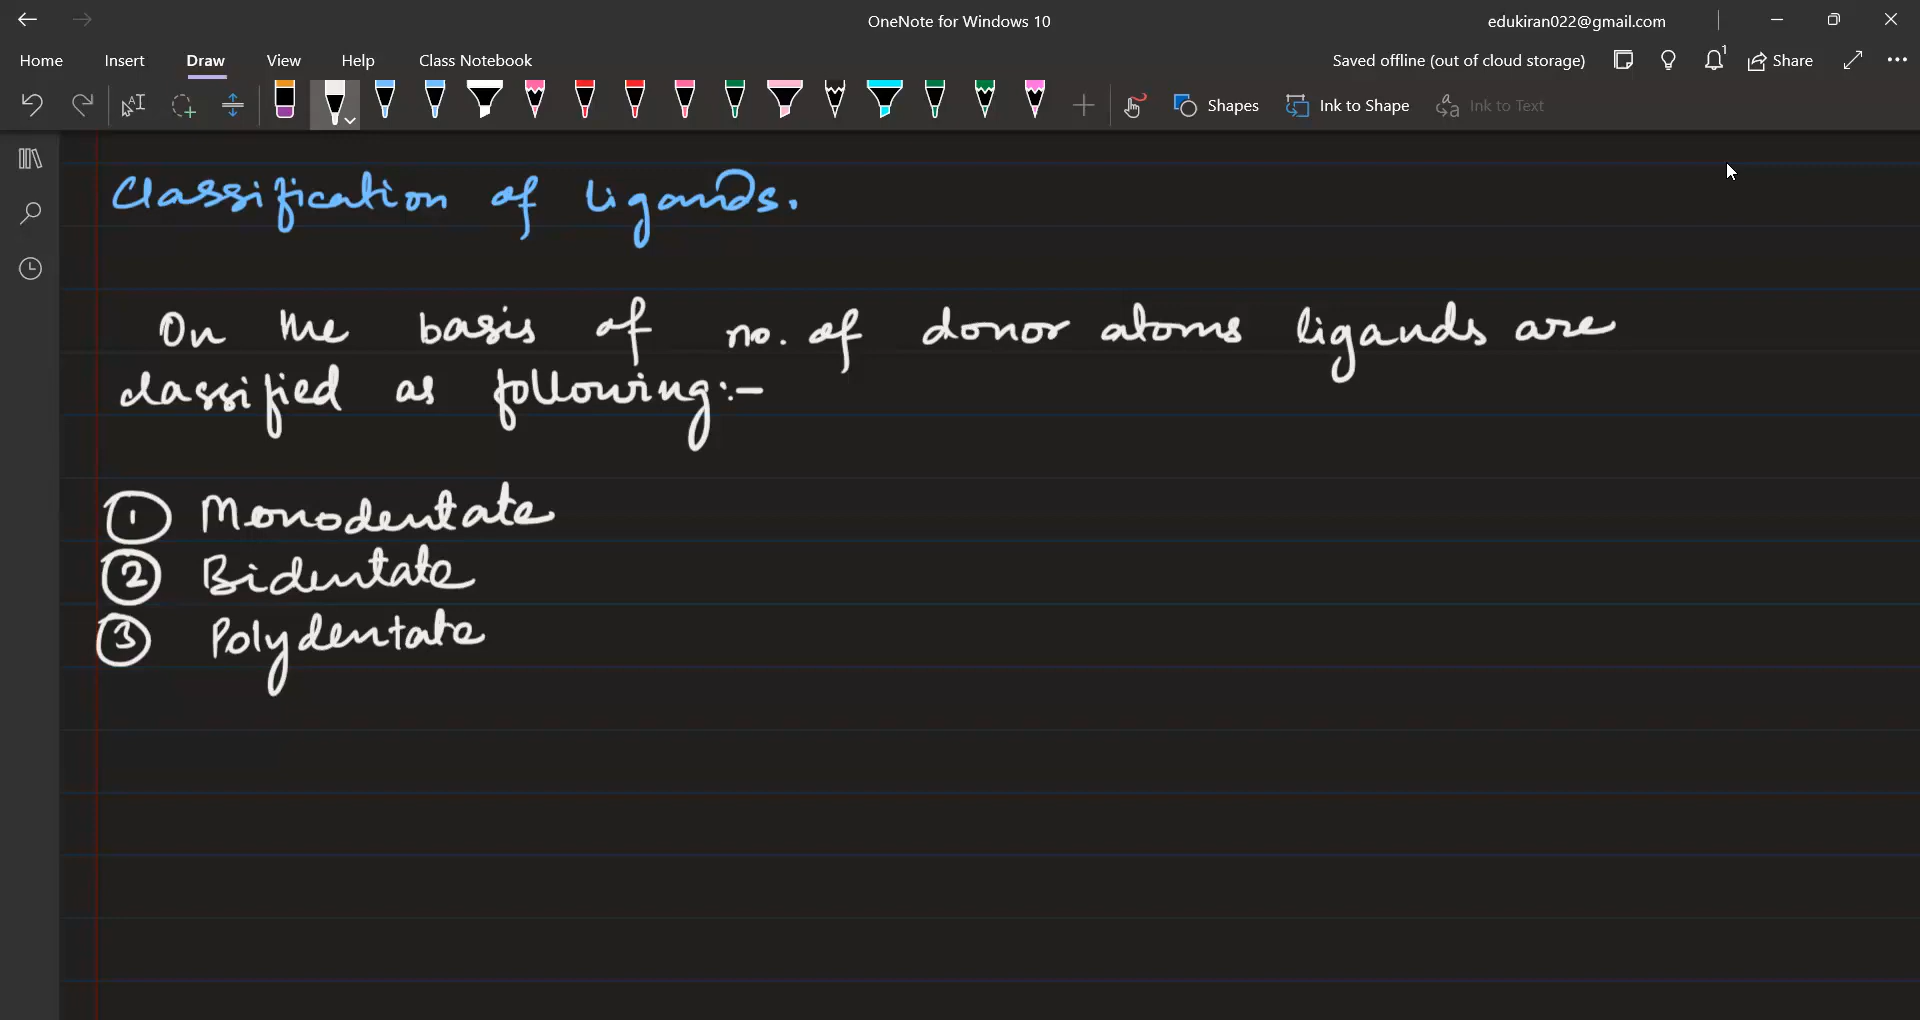 OneNote for Windows 10
edukiran022@gmail.com
Home Insert Draw View Help Class Notebook
Saved offline (out of cloud storage)
1
Share
Shapes
Ink to Shape
Ink to Text
Classification of ligands.
On the basis of no. of donor atoms ligands are
classified as following:-
① Monodentate
② Bidentate
③ Polydentate